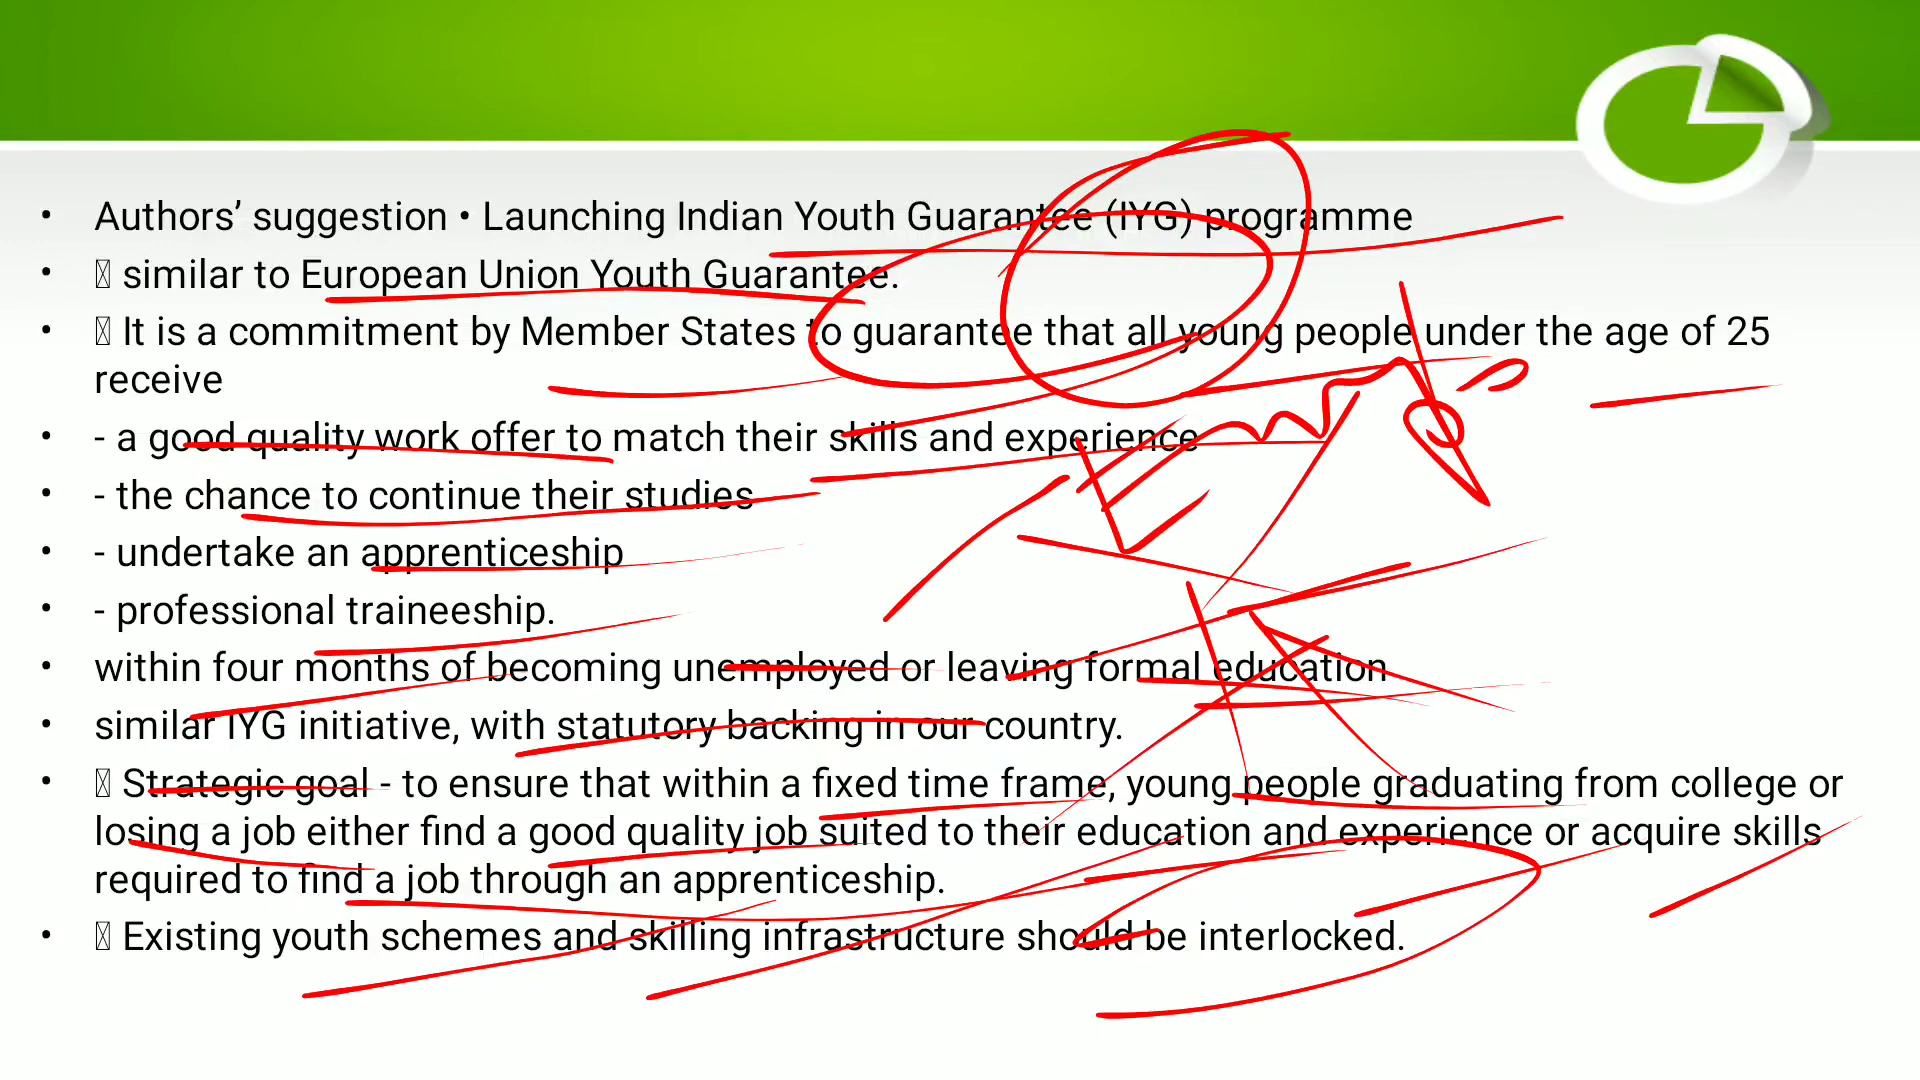 • Authors’ suggestion • Launching Indian Youth Guarantee (IYG) programme
• similar to European Union Youth Guarantee.
• It is a commitment by Member States to guarantee that all young people under the age of 25
receive
• - a good quality work offer to match their skills and experience
• - the chance to continue their studies
• - undertake an apprenticeship
• - professional traineeship.
• within four months of becoming unemployed or leaving formal education
• similar IYG initiative, with statutory backing in our country.
• Strategic goal - to ensure that within a fixed time frame, young people graduating from college or
losing a job either find a good quality job suited to their education and experience or acquire skills
required to find a job through an apprenticeship.
• Existing youth schemes and skilling infrastructure should be interlocked.